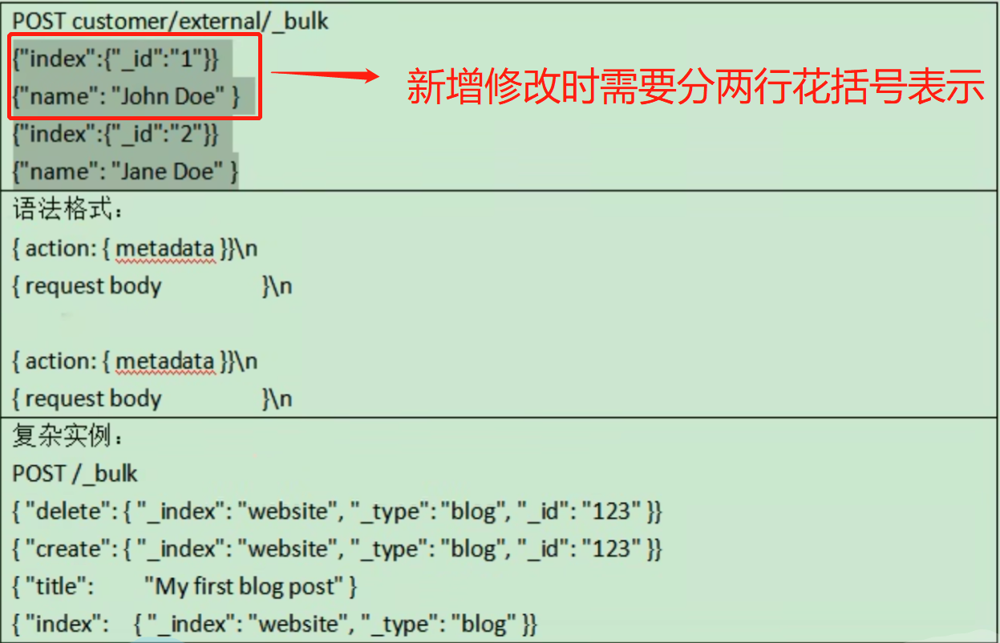 POST customer/external/_bulk
{"index":{"_id":"1"}}
{"name": "John Doe" }
新增修改时需要分两行花括号表示
{"index":{"_id":"2"}}
{"name": "Jane Doe" }
语法格式：
{ action: { metadata }}\n
{ request body }\n
{ action: { metadata }}\n
{ request body }\n
复杂实例：
POST /_bulk
{ "delete": { "_index": "website", "_type": "blog", "_id": "123" }}
{ "create": { "_index": "website", "_type": "blog", "_id": "123" }}
{ "title": "My first blog post" }
{ "index": { "_index": "website", "_type": "blog" }}